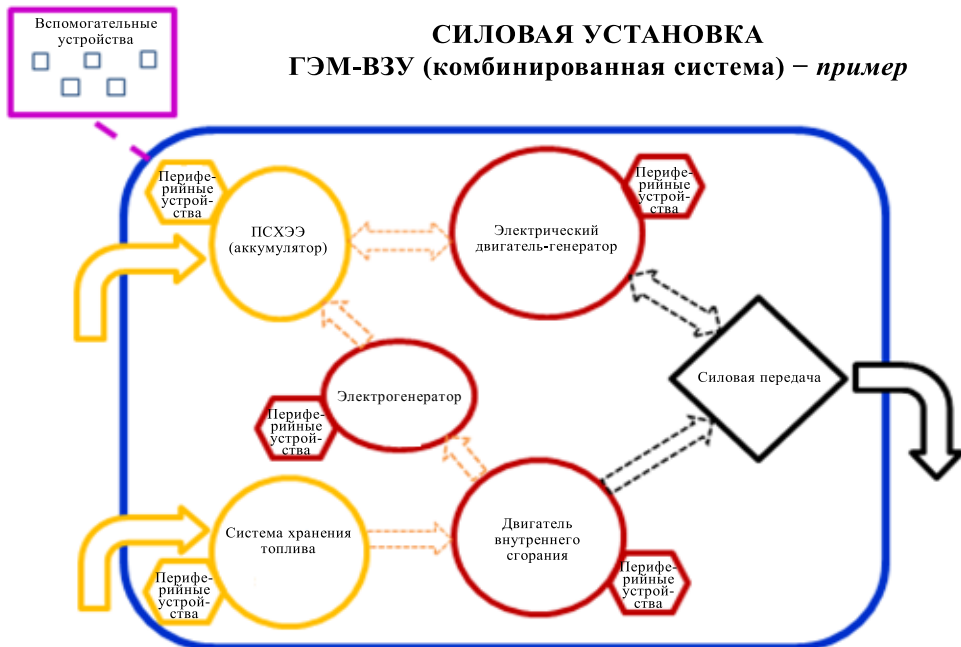 Вспомогательные
устройства
СИЛОВАЯ УСТАНОВКА
ГЭМ-ВЗУ (комбинированная система) − пример
Перифе-
рийные
устрой-
ства
ПСХЭЭ
(аккумулятор)
Электрический
двигатель-генератор
Перифе-
рийные
устрой-
ства
Силовая передача
Электрогенератор
Перифе-
рийные
устрой-
ства
Система хранения
топлива
Перифе-
рийные
устрой-
ства
Двигатель
внутреннего
сгорания
Перифе-
рийные
устрой-
ства